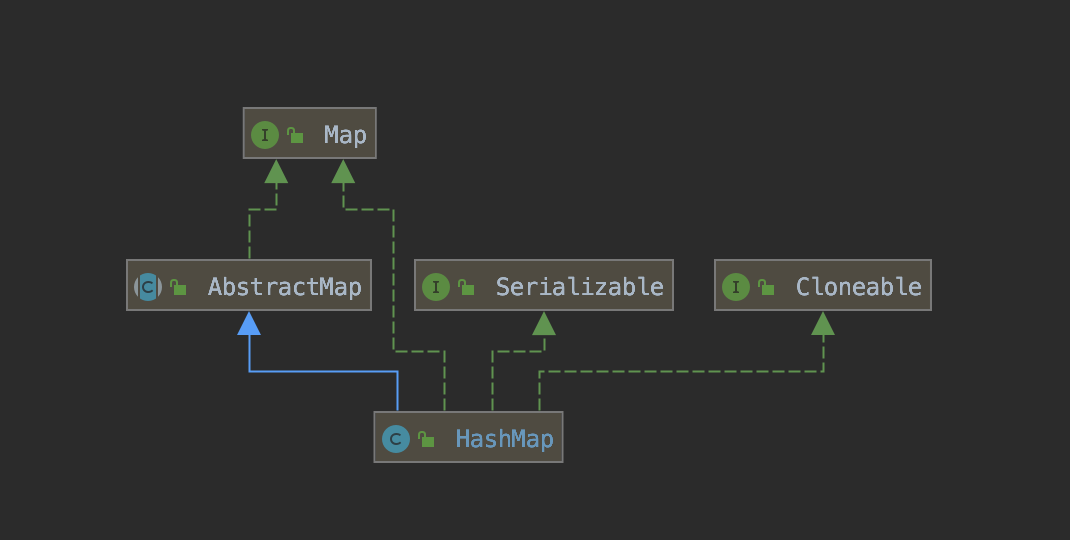 I Map
C AbstractMap
I Serializable
I Cloneable
C HashMap